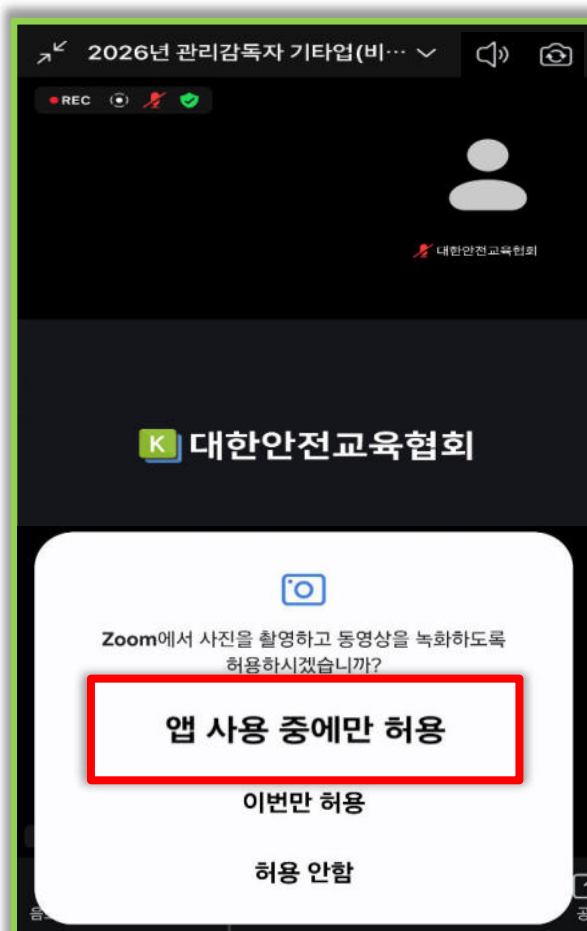 2026년 관리감독자 기타업(비…
REC
대한안전교육협회
K 대한안전교육협회
Zoom에서 사진을 촬영하고 동영상을 녹화하도록
허용하시겠습니까?
앱 사용 중에만 허용
이번만 허용
허용 안함